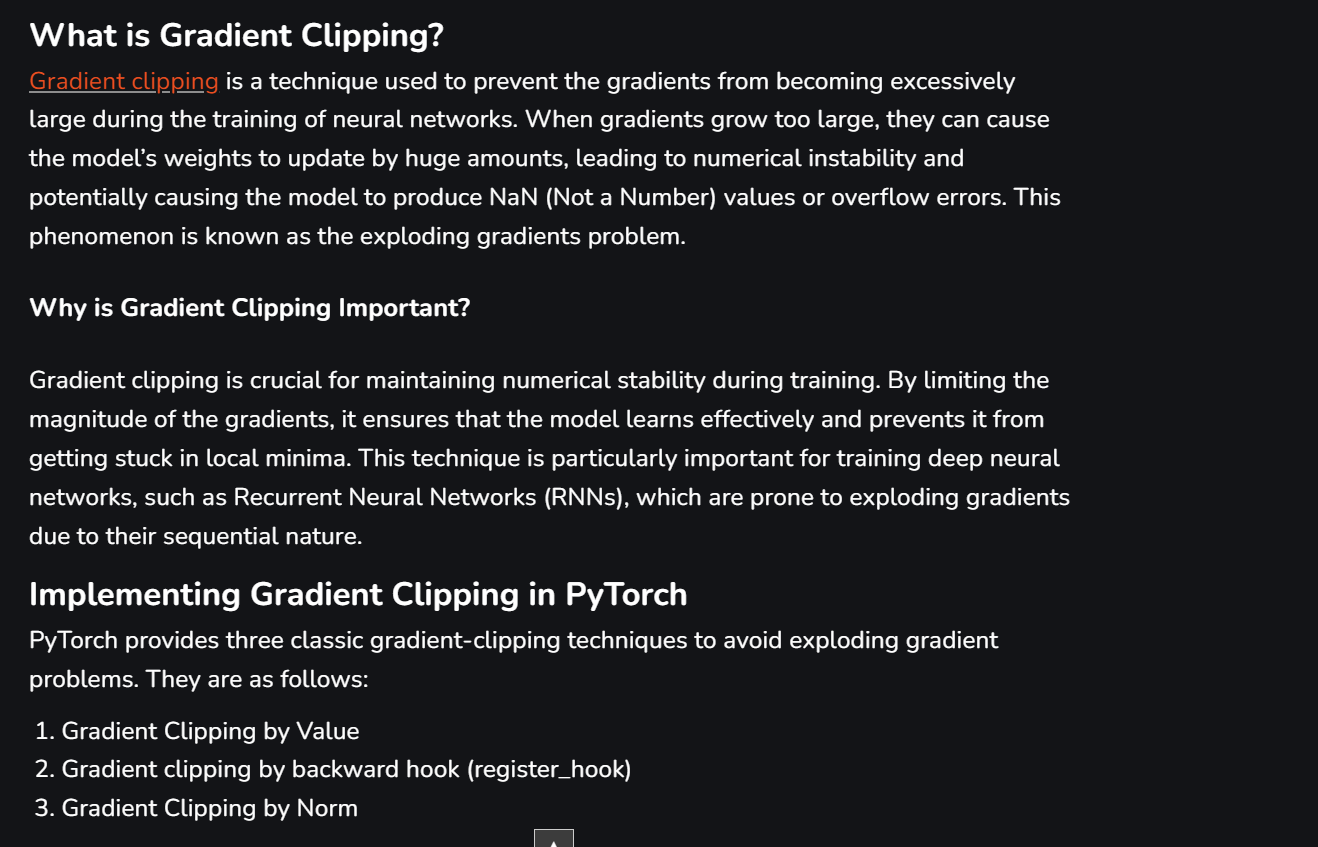 What is Gradient Clipping?
Gradient clipping is a technique used to prevent the gradients from becoming excessively
large during the training of neural networks. When gradients grow too large, they can cause
the model’s weights to update by huge amounts, leading to numerical instability and
potentially causing the model to produce NaN (Not a Number) values or overflow errors. This
phenomenon is known as the exploding gradients problem.
Why is Gradient Clipping Important?
Gradient clipping is crucial for maintaining numerical stability during training. By limiting the
magnitude of the gradients, it ensures that the model learns effectively and prevents it from
getting stuck in local minima. This technique is particularly important for training deep neural
networks, such as Recurrent Neural Networks (RNNs), which are prone to exploding gradients
due to their sequential nature.
Implementing Gradient Clipping in PyTorch
PyTorch provides three classic gradient-clipping techniques to avoid exploding gradient
problems. They are as follows:
1. Gradient Clipping by Value
2. Gradient clipping by backward hook (register_hook)
3. Gradient Clipping by Norm